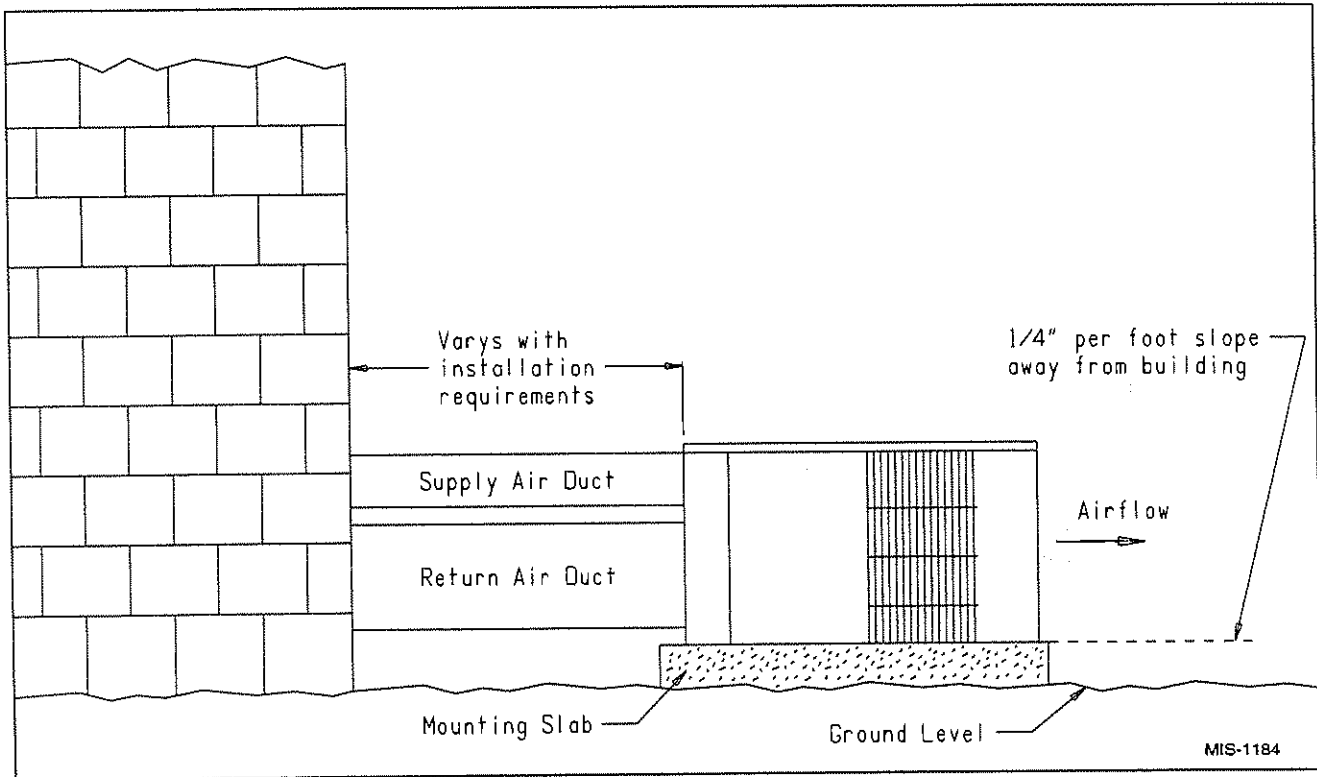 Varys with
installation
requirements
1/4" per foot slope
away from building
Supply Air Duct
Airflow
Return Air Duct
Mounting Slab
Ground Level
MIS-1184